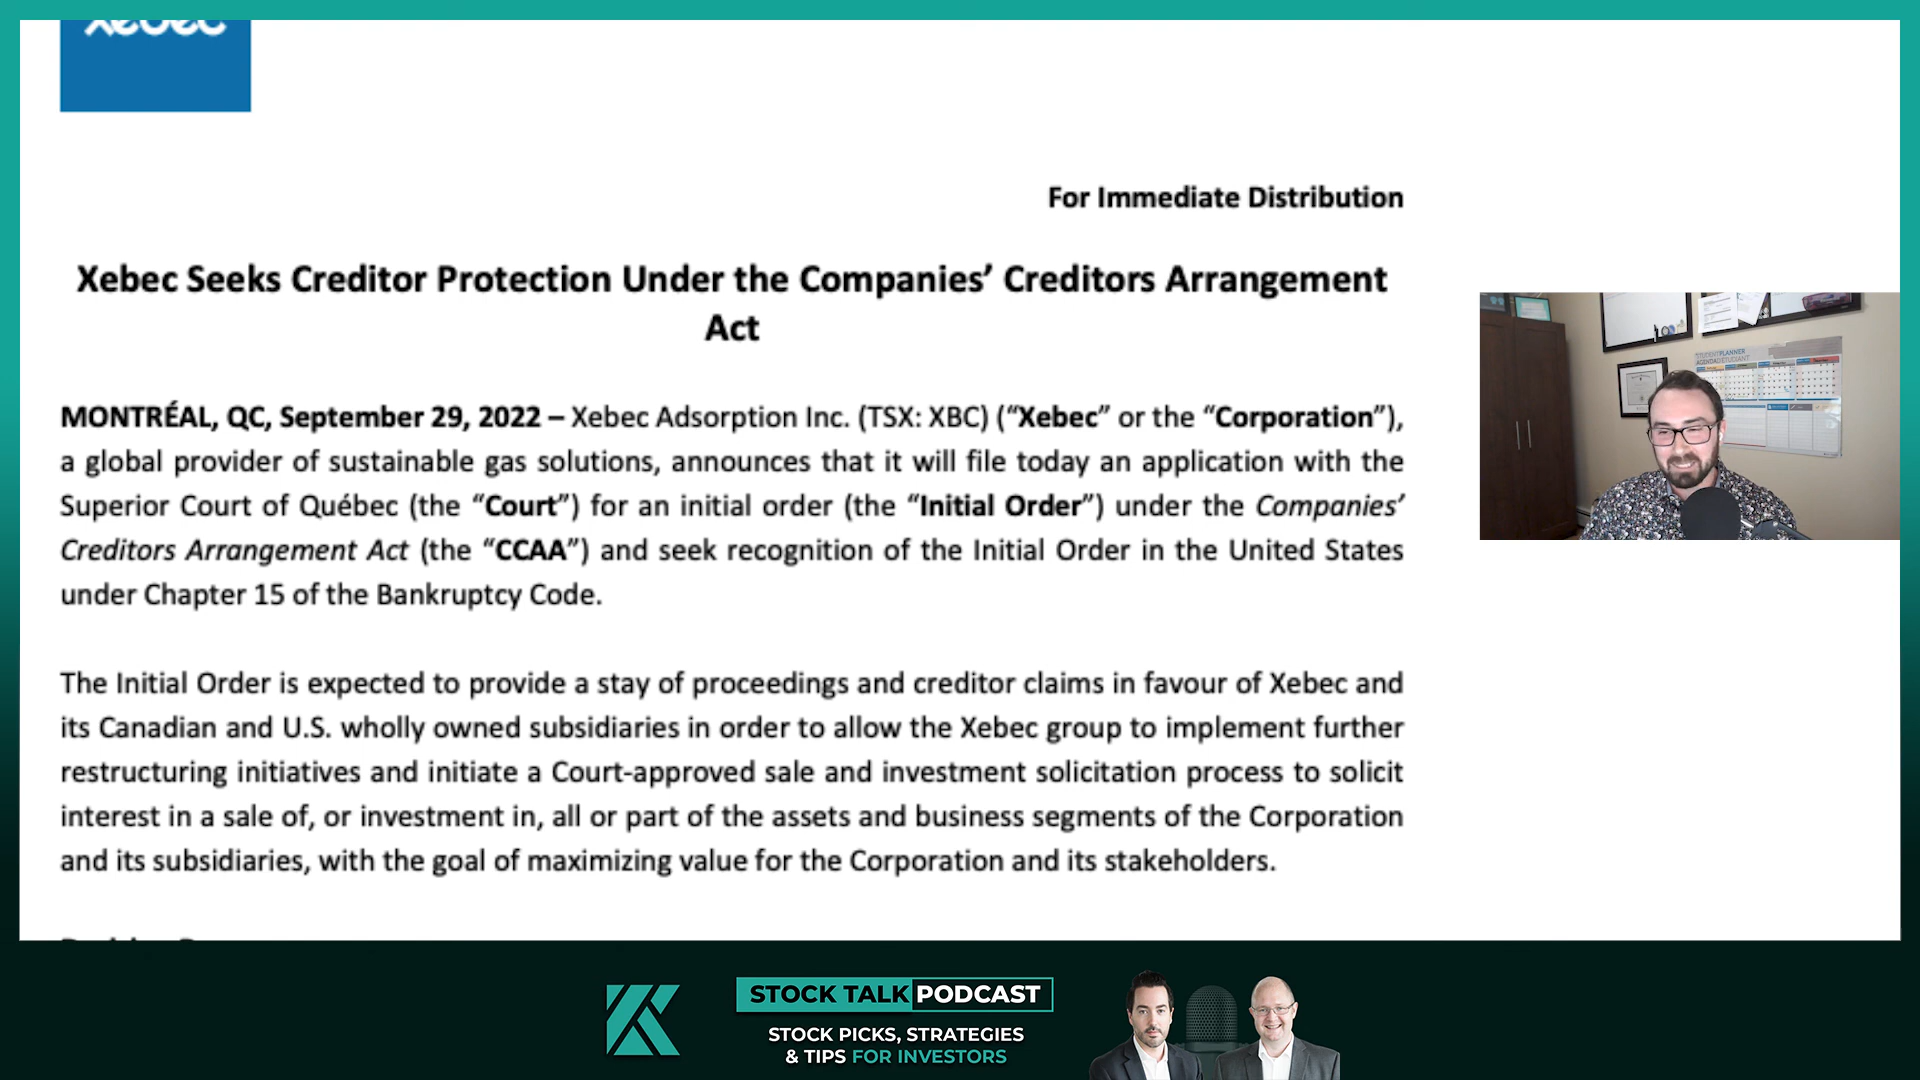 xebec
For Immediate Distribution
Xebec Seeks Creditor Protection Under the Companies’ Creditors Arrangement
Act
MONTRÉAL, QC, September 29, 2022 – Xebec Adsorption Inc. (TSX: XBC) (“Xebec” or the “Corporation”),
a global provider of sustainable gas solutions, announces that it will file today an application with the
Superior Court of Québec (the “Court”) for an initial order (the “Initial Order”) under the Companies’
Creditors Arrangement Act (the “CCAA”) and seek recognition of the Initial Order in the United States
under Chapter 15 of the Bankruptcy Code.
The Initial Order is expected to provide a stay of proceedings and creditor claims in favour of Xebec and
its Canadian and U.S. wholly owned subsidiaries in order to allow the Xebec group to implement further
restructuring initiatives and initiate a Court-approved sale and investment solicitation process to solicit
interest in a sale of, or investment in, all or part of the assets and business segments of the Corporation
and its subsidiaries, with the goal of maximizing value for the Corporation and its stakeholders.
STUDENT PLANNER
AGENDA ÉTUDIANT
STOCK TALK PODCAST
STOCK PICKS, STRATEGIES
& TIPS FOR INVESTORS